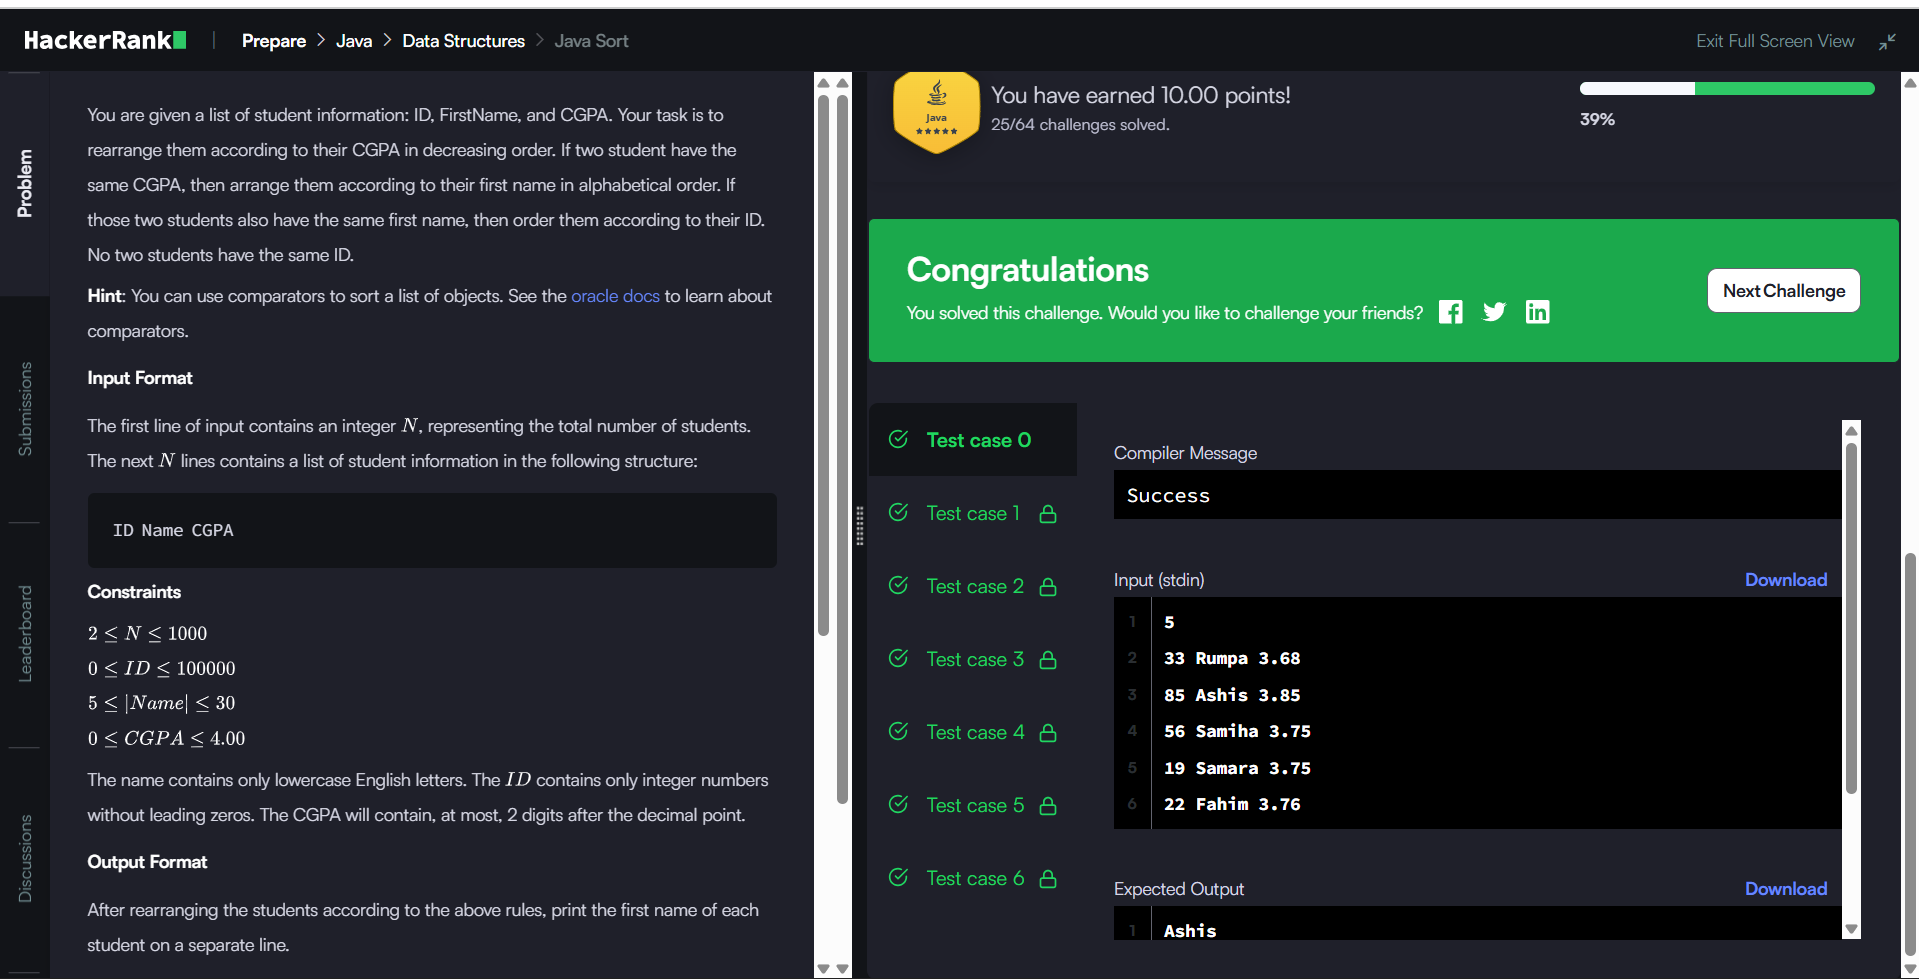 HackerRank | Prepare > Java > Data Structures > Java Sort
Exit Full Screen View
Problem
Submissions
Leaderboard
Discussions
You are given a list of student information: ID, FirstName, and CGPA. Your task is to
rearrange them according to their CGPA in decreasing order. If two student have the
same CGPA, then arrange them according to their first name in alphabetical order. If
those two students also have the same first name, then order them according to their ID.
No two students have the same ID.
Hint: You can use comparators to sort a list of objects. See the oracle docs to learn about
comparators.
Input Format
The first line of input contains an integer N, representing the total number of students.
The next N lines contains a list of student information in the following structure:
ID Name CGPA
Constraints
2 ≤ N ≤ 1000
0 ≤ ID ≤ 100000
5 ≤ |Name| ≤ 30
0 ≤ CGPA ≤ 4.00
The name contains only lowercase English letters. The ID contains only integer numbers
without leading zeros. The CGPA will contain, at most, 2 digits after the decimal point.
Output Format
After rearranging the students according to the above rules, print the first name of each
student on a separate line.
Java
You have earned 10.00 points!
25/64 challenges solved.
39%
Congratulations
You solved this challenge. Would you like to challenge your friends?
Next Challenge
Test case 0
Test case 1
Test case 2
Test case 3
Test case 4
Test case 5
Test case 6
Compiler Message
Success
Input (stdin)
Download
1 5
2 33 Rumpa 3.68
3 85 Ashis 3.85
4 56 Samiha 3.75
5 19 Samara 3.75
6 22 Fahim 3.76
Expected Output
Download
1 Ashis